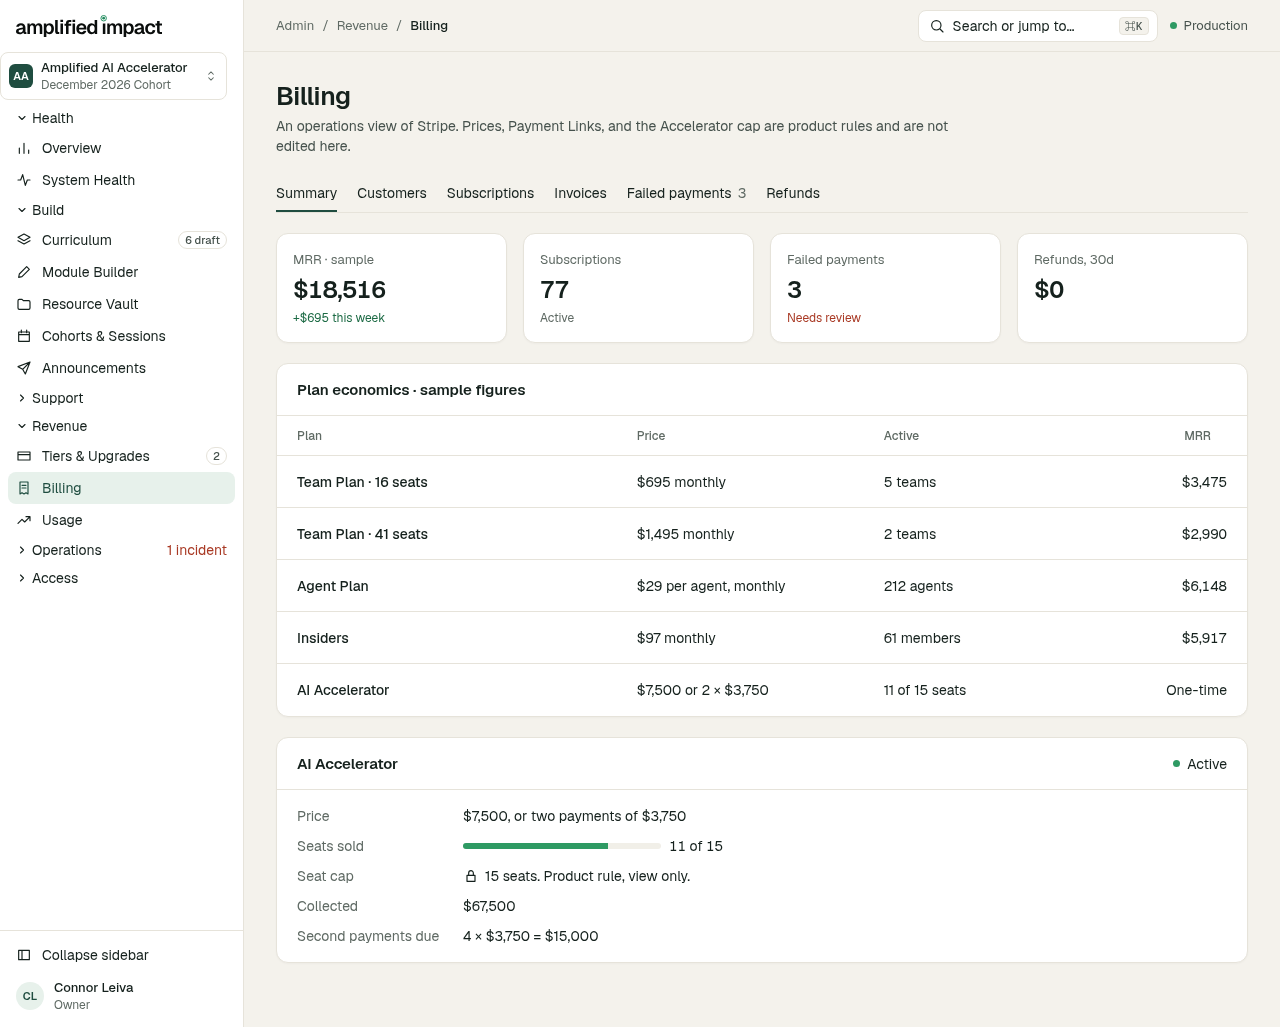 amplified impact
AA
Amplified AI Accelerator
December 2026 Cohort
Health
Overview
System Health
Build
Curriculum 6 draft
Module Builder
Resource Vault
Cohorts & Sessions
Announcements
Support
Revenue
Tiers & Upgrades 2
Billing
Usage
Operations 1 incident
Access
Collapse sidebar
CL
Connor Leiva
Owner
Admin / Revenue / Billing
Search or jump to... ⌘K
Production
Billing
An operations view of Stripe. Prices, Payment Links, and the Accelerator cap are product rules and are not
edited here.
Summary Customers Subscriptions Invoices Failed payments 3 Refunds
MRR · sample
$18,516
+$695 this week
Subscriptions
77
Active
Failed payments
3
Needs review
Refunds, 30d
$0
Plan economics · sample figures
Plan Price Active MRR
Team Plan · 16 seats $695 monthly 5 teams $3,475
Team Plan · 41 seats $1,495 monthly 2 teams $2,990
Agent Plan $29 per agent, monthly 212 agents $6,148
Insiders $97 monthly 61 members $5,917
AI Accelerator $7,500 or 2 × $3,750 11 of 15 seats One-time
AI Accelerator Active
Price $7,500, or two payments of $3,750
Seats sold 11 of 15
Seat cap 15 seats. Product rule, view only.
Collected $67,500
Second payments due 4 × $3,750 = $15,000